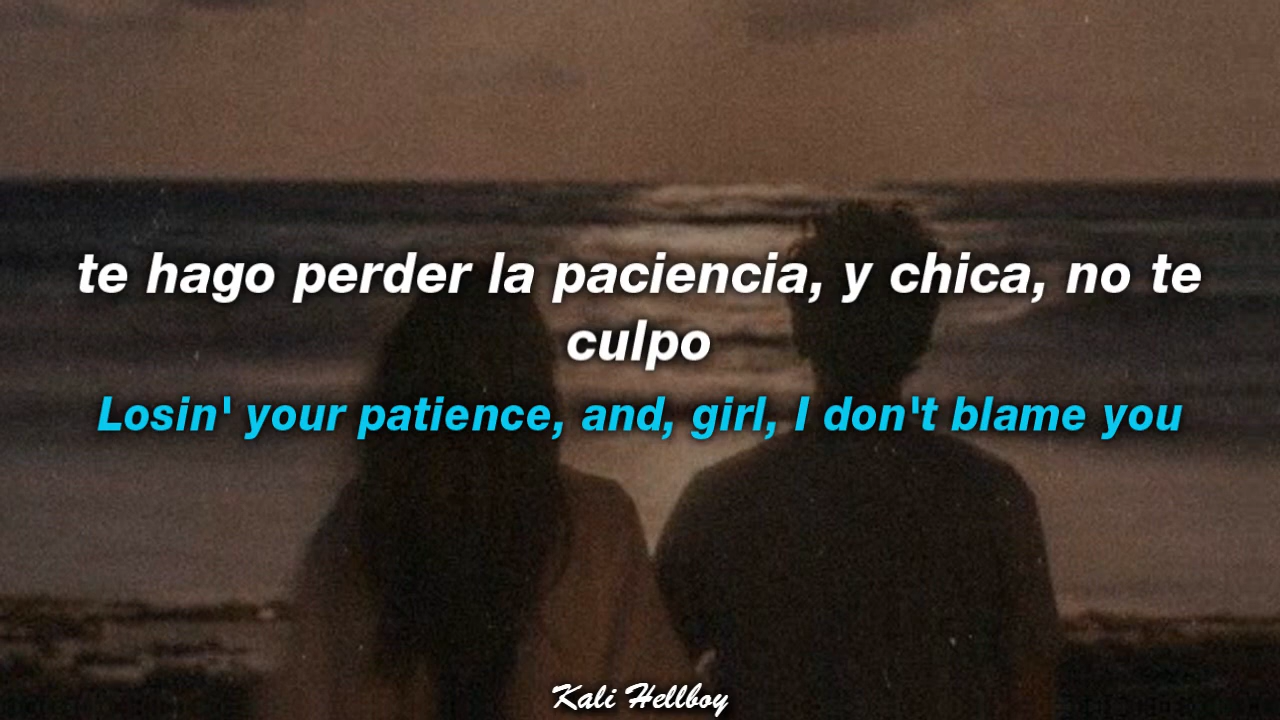 te hago perder la paciencia, y chica, no te
culpo
Losin' your patience, and, girl, I don't blame you
Kali Hellboy